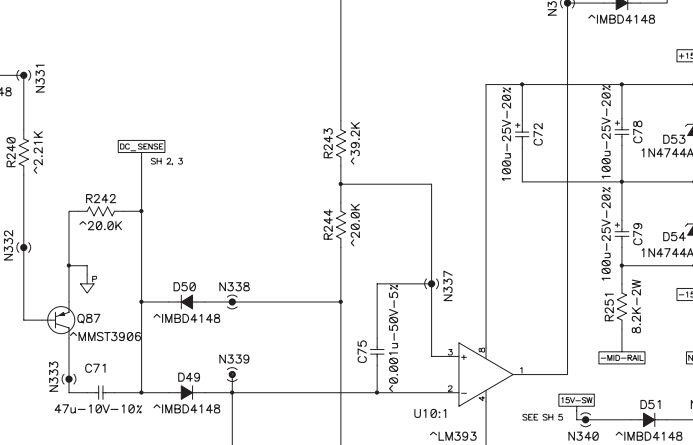 N3
^IMBD4148
+15
48
N331
R240
^2.21K
DC_SENSE
SH 2, 3
R243
^39.2K
100u-25V-20%
C72
100u-25V-20%
C78
D53
1N4744A
R242
^20.0K
R244
^20.0K
N332
P
100u-25V-20%
C79
D54
1N4744A
D50
N338
^IMBD4148
N337
R251
8.2K-2W
-15
Q87
^MMST3906
C75
^0.001u-50V-5%
-MID-RAIL
N
N333
C71
47u-10V-10%
D49
^IMBD4148
N339
3
+
8
1
2
-
4
U10:1
^LM393
15V-SW
SEE SH 5
N340
D51
^IMBD4148
N